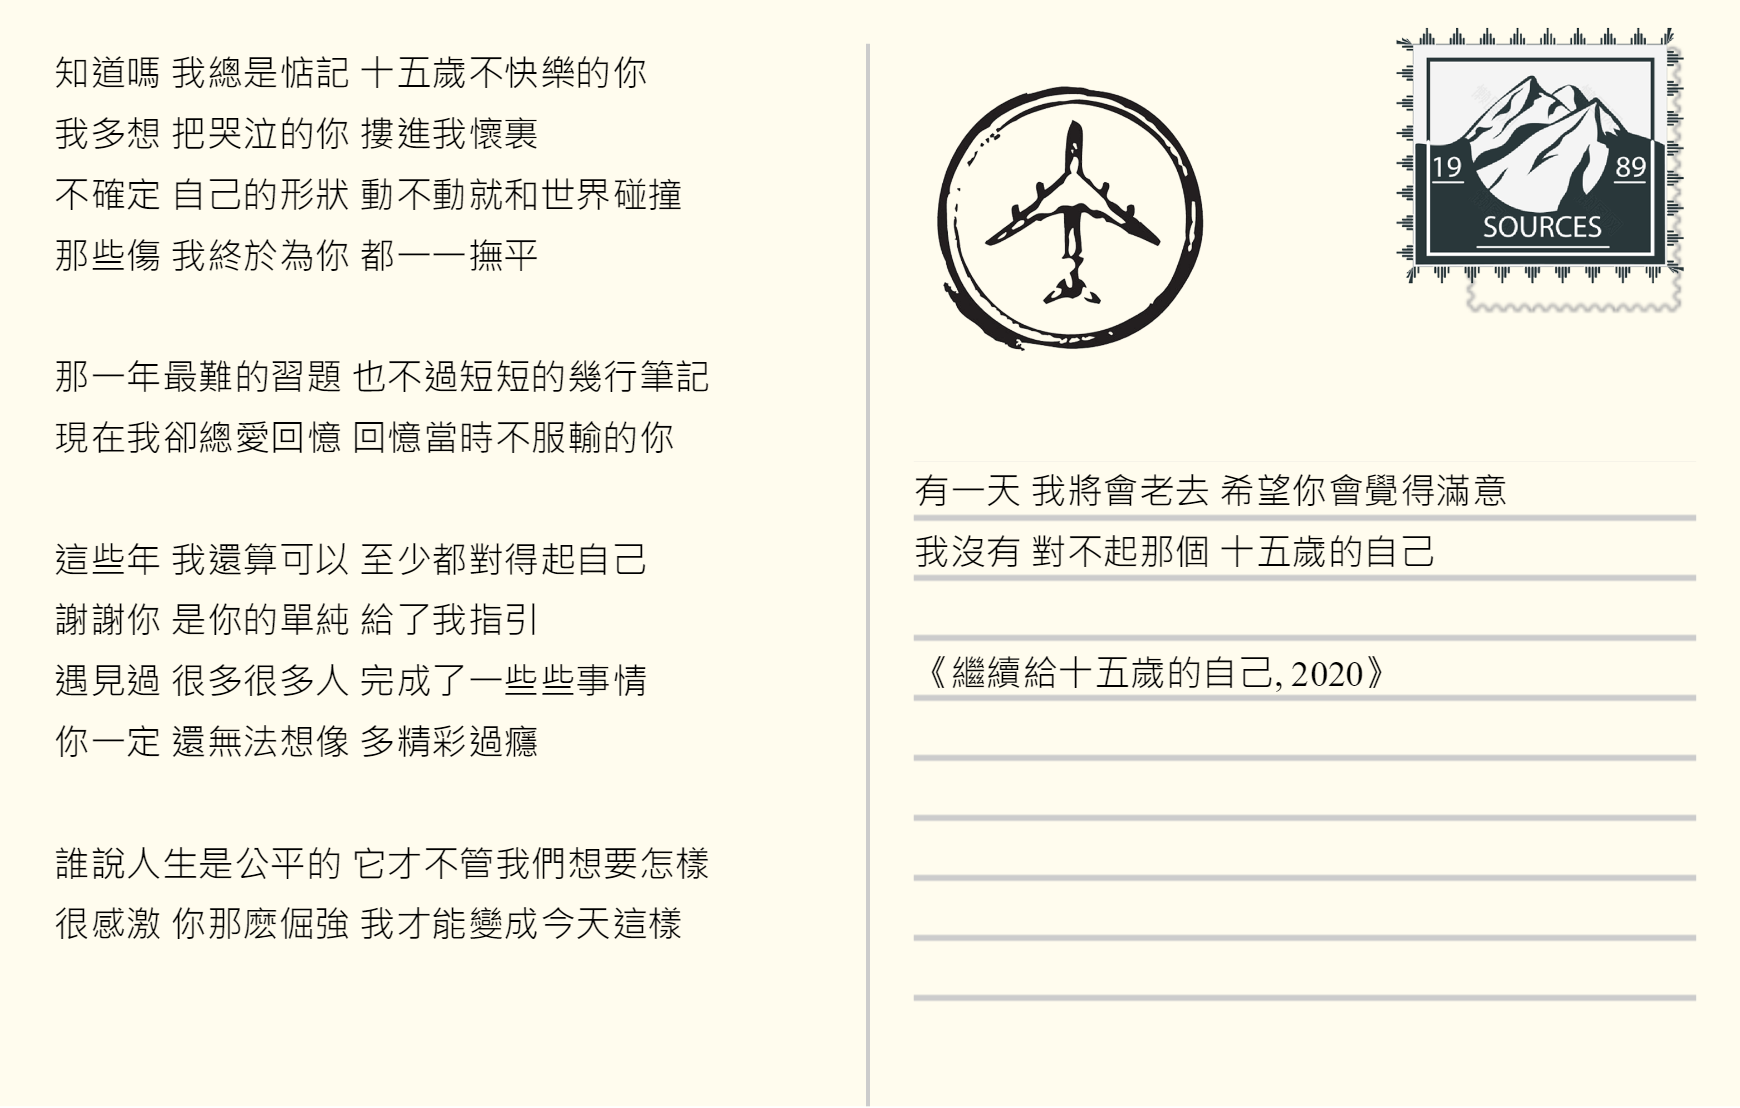 知道嗎 我總是惦記 十五歲不快樂的你
我多想 把哭泣的你 摟進我懷裏
不確定 自己的形狀 動不動就和世界碰撞
那些傷 我終於為你 都一一撫平
那一年最難的習題 也不過短短的幾行筆記
現在我卻總愛回憶 回憶當時不服輸的你
這些年 我還算可以 至少都對得起自己
謝謝你 是你的單純 給了我指引
遇見過 很多很多人 完成了一些些事情
你一定 還無法想像 多精彩過癮
誰說人生是公平的 它才不管我們想要怎樣
很感激 你那麽倔強 我才能變成今天這樣
19 89
SOURCES
有一天 我將會老去 希望你會覺得滿意
我沒有 對不起那個 十五歲的自己
《繼續給十五歲的自己, 2020》